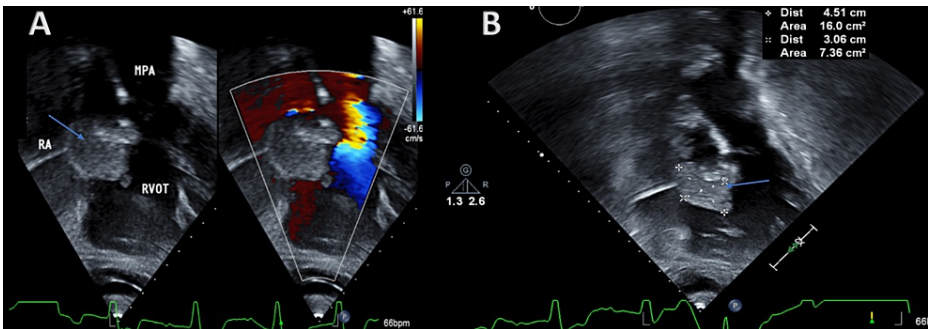 A
MPA
RA
RVOT
+61.6
-61.6
cm/s
66bpm
B
Dist 4.51 cm
Area 16.0 cm²
Dist 3.06 cm
Area 7.36 cm²
G
P R
1.3 2.6
P
P